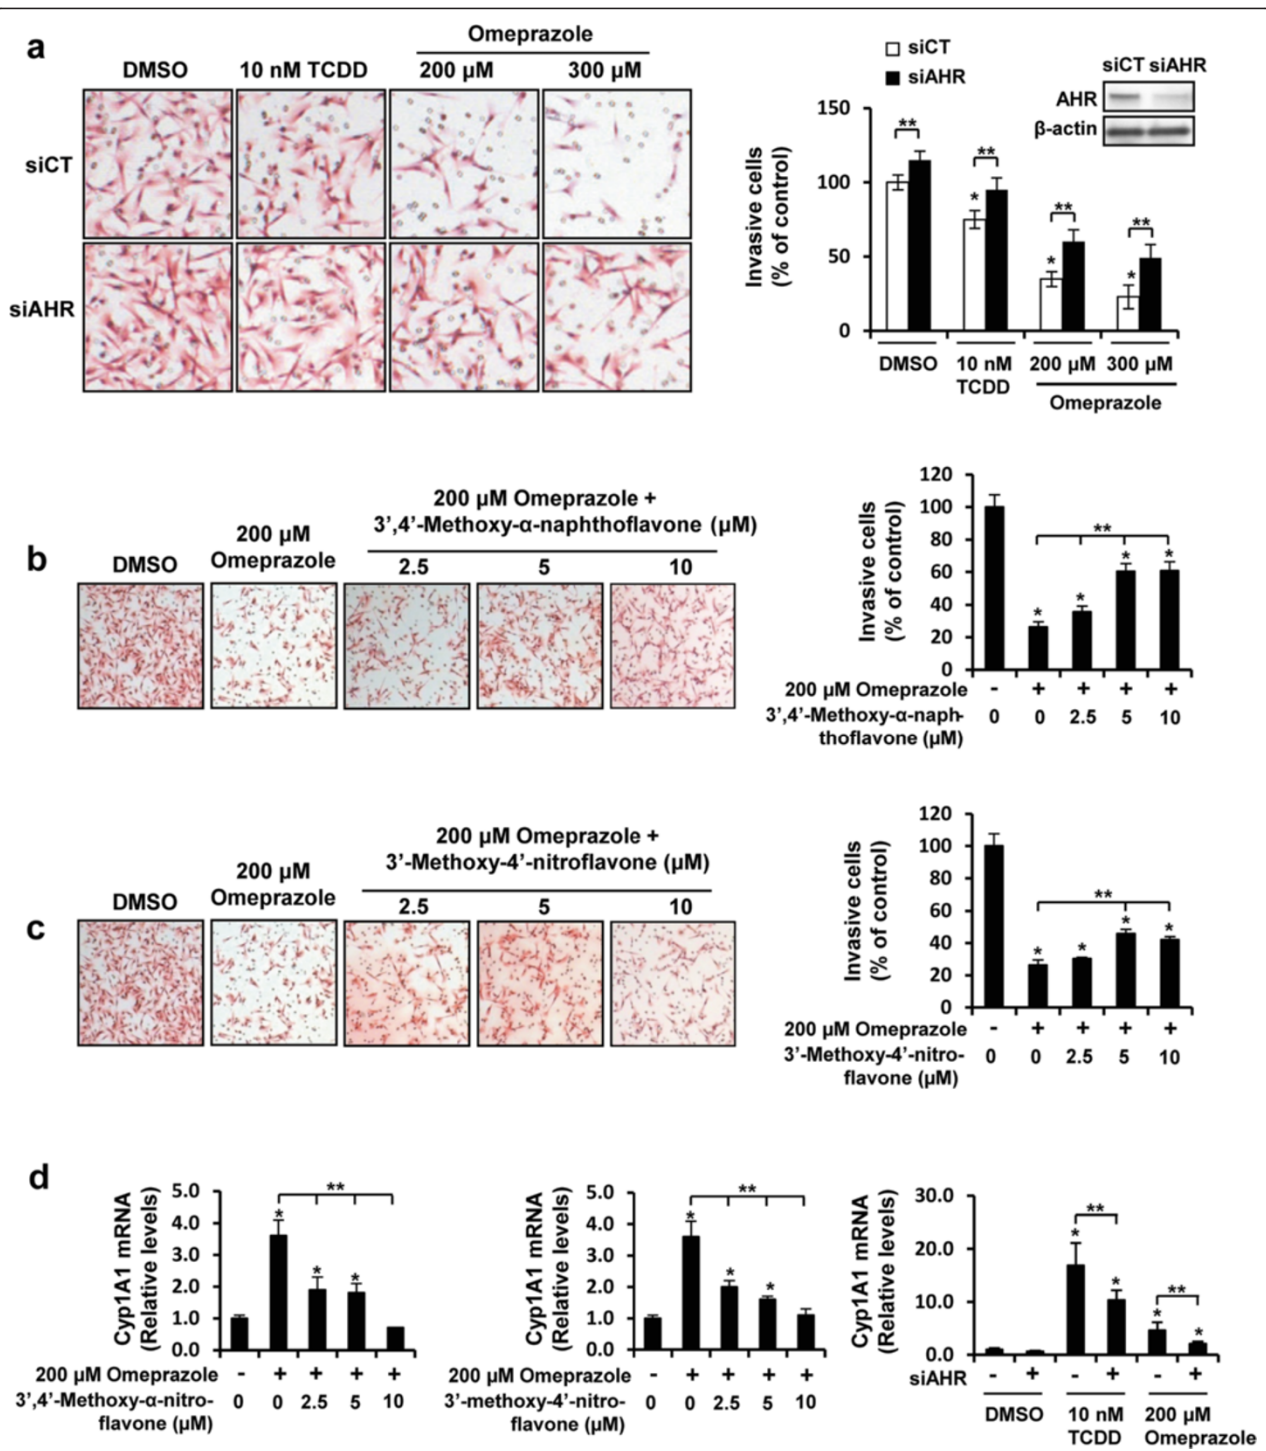 a
Omeprazole
DMSO
10 nM TCDD
200 µM
300 µM
siCT
siAHR
siCT
siAHR
siCT siAHR
AHR
β-actin
Invasive cells
(% of control)
150
100
50
0
**
**
**
**
*
*
*
DMSO
10 nM
TCDD
200 µM
300 µM
Omeprazole
b
DMSO
200 µM
Omeprazole
200 µM Omeprazole +
3’,4’-Methoxy-α-naphthoflavone (µM)
2.5
5
10
Invasive cells
(% of control)
120
100
80
60
40
20
0
**
*
*
*
*
200 µM Omeprazole - + + + +
3’,4’-Methoxy-α-naph-
thoflavone (µM)
0 0 2.5 5 10
c
DMSO
200 µM
Omeprazole
200 µM Omeprazole +
3’-Methoxy-4’-nitroflavone (µM)
2.5
5
10
Invasive cells
(% of control)
120
100
80
60
40
20
0
**
*
*
*
*
200 µM Omeprazole - + + + +
3’-Methoxy-4’-nitro-
flavone (µM)
0 0 2.5 5 10
d
Cyp1A1 mRNA
(Relative levels)
5.0
4.0
3.0
2.0
1.0
0.0
**
*
*
*
200 µM Omeprazole - + + + +
3’,4’-Methoxy-α-nitro-
flavone (µM)
0 0 2.5 5 10
Cyp1A1 mRNA
(Relative levels)
5.0
4.0
3.0
2.0
1.0
0.0
**
*
*
*
200 µM Omeprazole - + + + +
3’-methoxy-4’-nitro-
flavone (µM)
0 0 2.5 5 10
Cyp1A1 mRNA
(Relative levels)
30.0
20.0
10.0
0.0
**
*
*
**
*
*
siAHR - + - + - +
DMSO
10 nM
TCDD
200 µM
Omeprazole